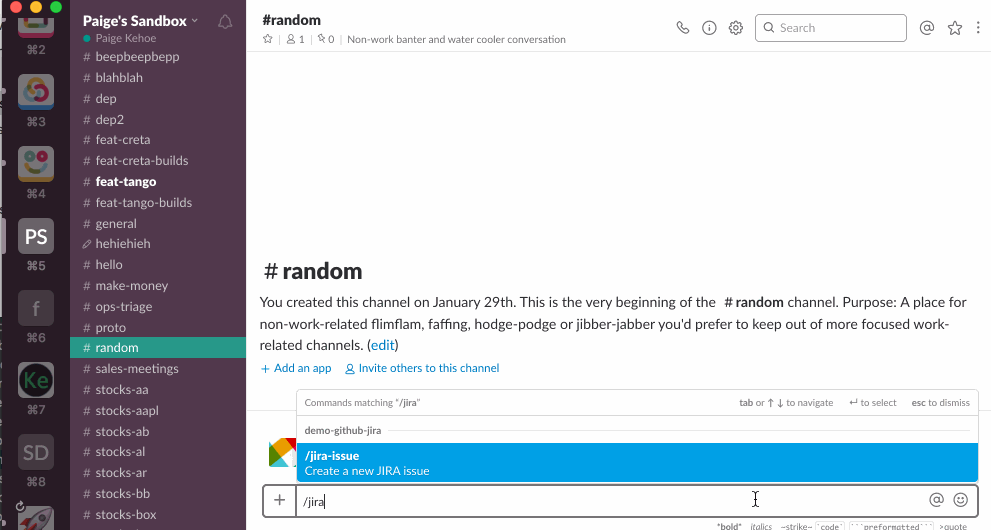 ⌘2
⌘3
⌘4
PS
⌘5
f
⌘6
Ke
⌘7
SD
⌘8
Paige's Sandbox
Paige Kehoe
# beepbeepbepp
# blahblah
# dep
# dep2
# feat-creta
# feat-creta-builds
# feat-tango
# feat-tango-builds
# general
hehiehieh
# hello
# make-money
# ops-triage
# proto
# random
# sales-meetings
# stocks-aa
# stocks-aapl
# stocks-ab
# stocks-al
# stocks-ar
# stocks-bb
# stocks-box
#random
1 | 0 | Non-work banter and water cooler conversation
Search
@
# random
You created this channel on January 29th. This is the very beginning of the # random channel. Purpose: A place for
non-work-related flimflam, faffing, hodge-podge or jibber-jabber you'd prefer to keep out of more focused work-
related channels. (edit)
+ Add an app Invite others to this channel
Commands matching "/jira" tab or ↑ ↓ to navigate ↵ to select esc to dismiss
demo-github-jira
/jira-issue
Create a new JIRA issue
+ /jira @
*bold* _italics_ ~strike~ `code` ```preformatted``` >quote